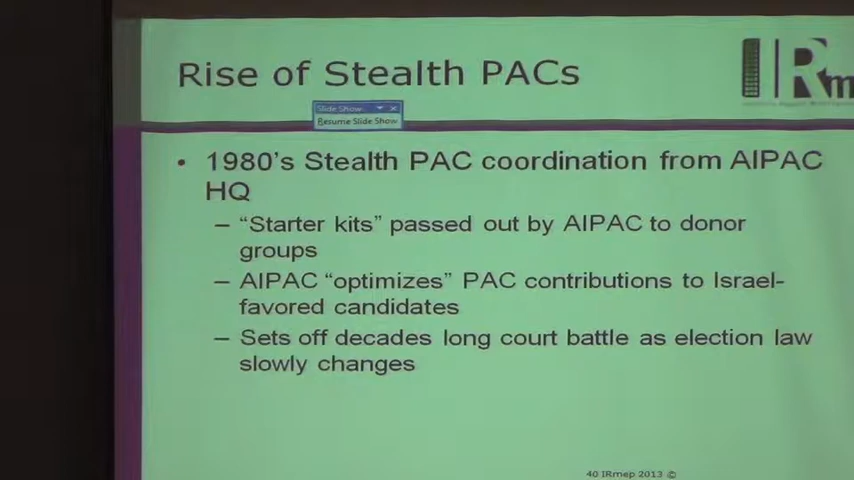 Rise of Stealth PACs
IRm
Slide Show
Resume Slide Show
• 1980's Stealth PAC coordination from AIPAC
HQ
– “Starter kits” passed out by AIPAC to donor
groups
– AIPAC “optimizes” PAC contributions to Israel-
favored candidates
– Sets off decades long court battle as election law
slowly changes
40 IRmep 2013 ©